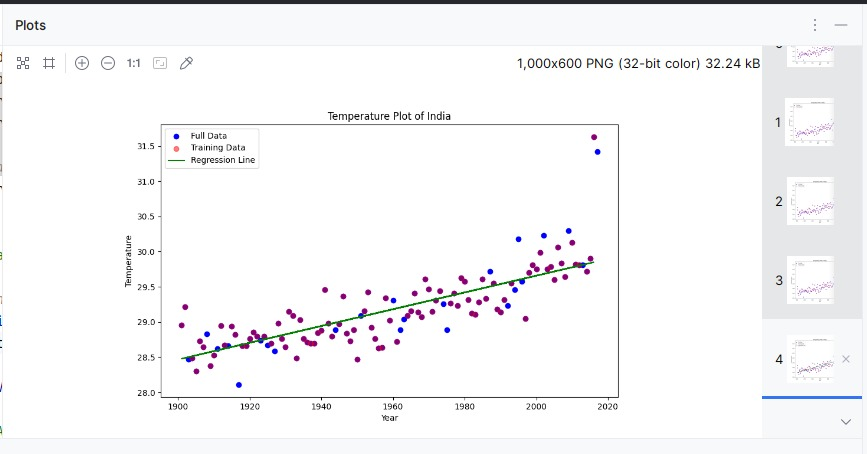 Plots
1:1
1,000x600 PNG (32-bit color) 32.24 kB
Temperature Plot of India
Full Data
Training Data
Regression Line
31.5
31.0
30.5
30.0
29.5
29.0
28.5
28.0
Temperature
1900
1920
1940
1960
1980
2000
2020
Year
1
2
3
4